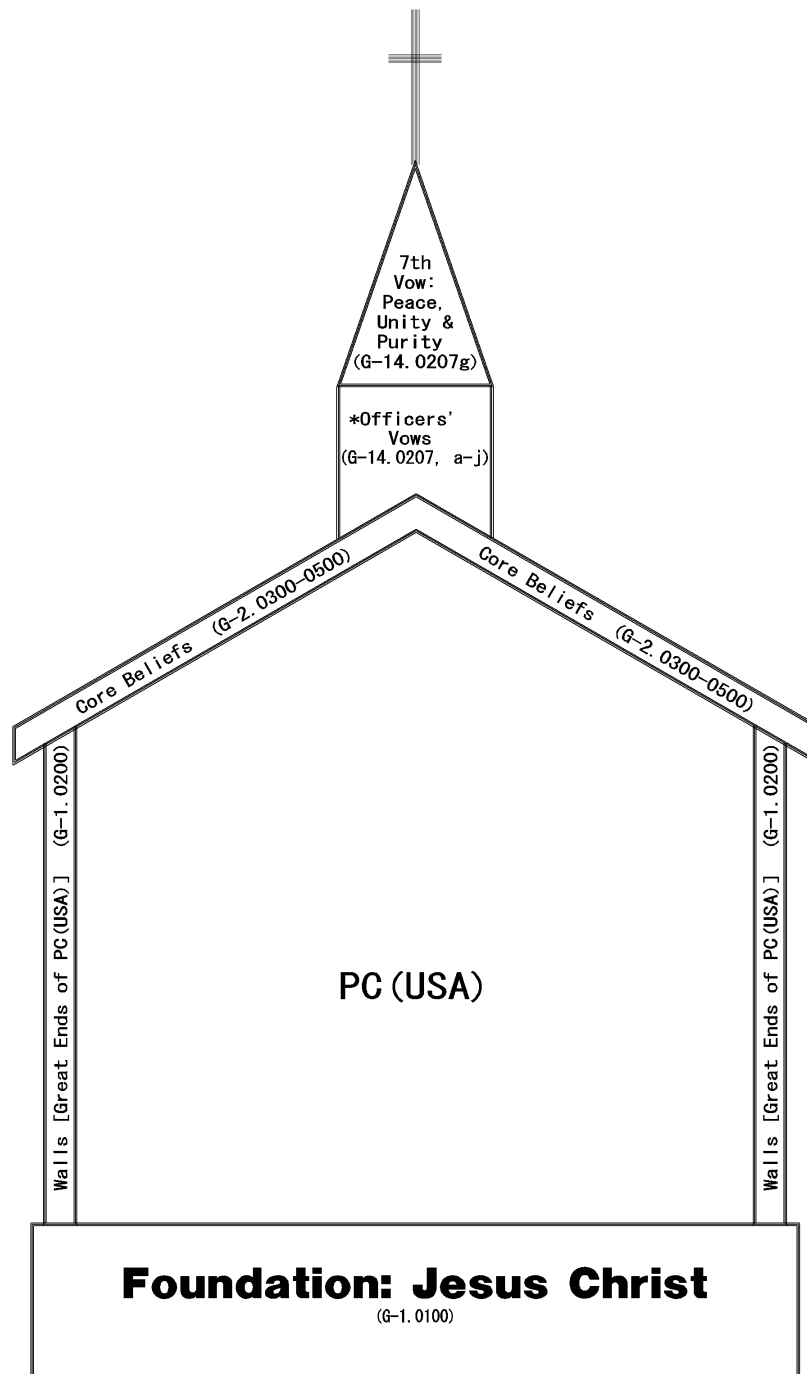 7th
Vow:
Peace,
Unity &
Purity
(G-14.0207g)
*Officers'
Vows
(G-14.0207, a-j)
Core Beliefs (G-2.0300-0500)
Core Beliefs (G-2.0300-0500)
Walls [Great Ends of PC(USA)] (G-1.0200)
PC(USA)
Walls [Great Ends of PC(USA)] (G-1.0200)
Foundation: Jesus Christ
(G-1.0100)